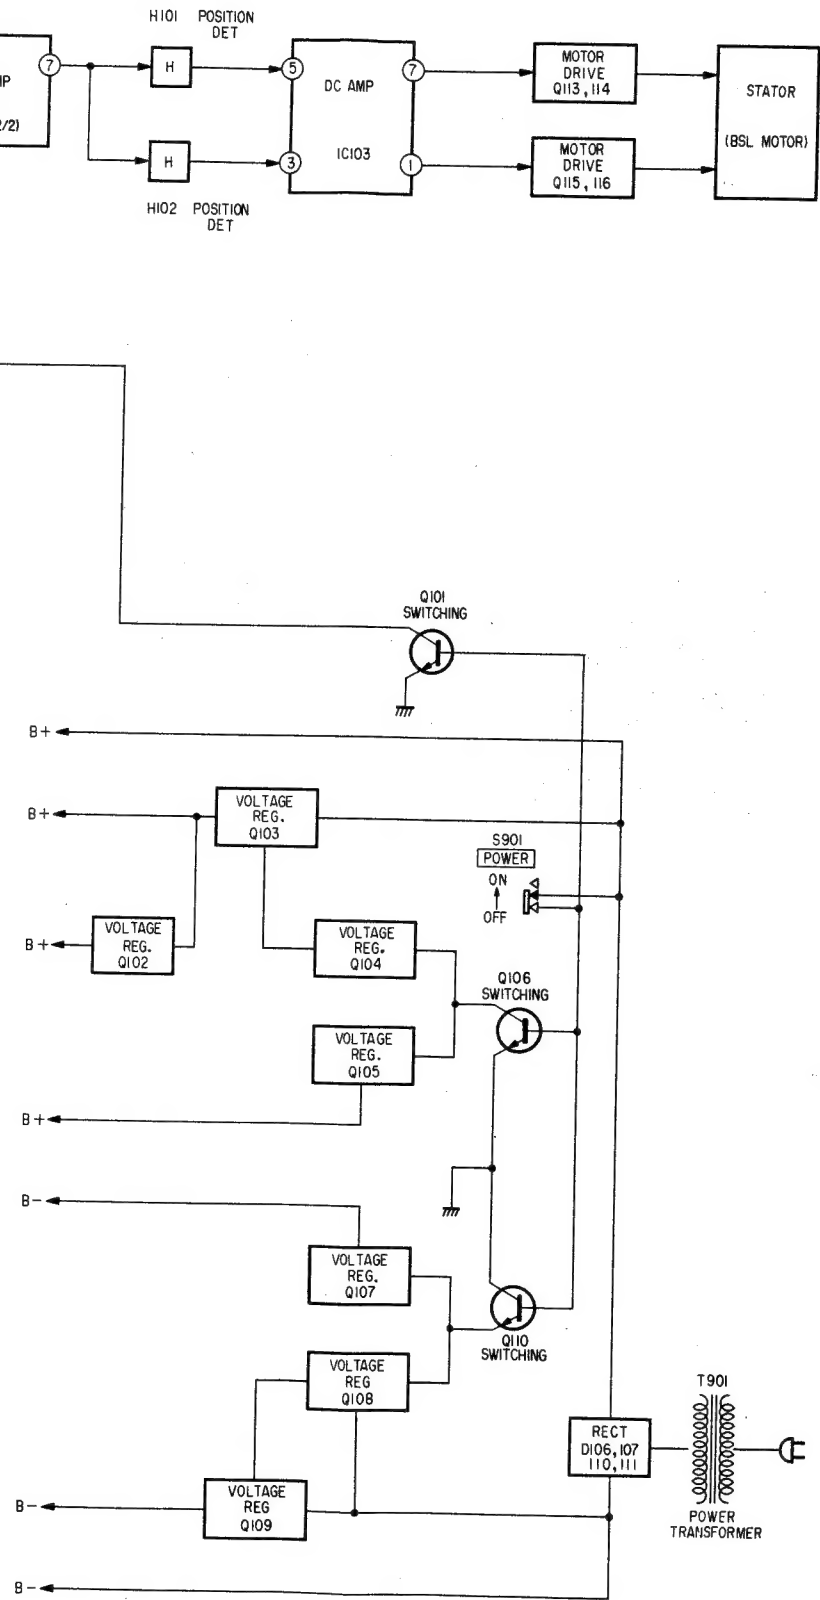 H101 POSITION
DET
7
H
5
DC AMP
IC103
7
MOTOR
DRIVE
Q113, 114
STATOR
(BSL MOTOR)
IP
2/2)
H
3
1
MOTOR
DRIVE
Q115, 116
H102 POSITION
DET
Q101
SWITCHING
B+
B+
VOLTAGE
REG.
Q103
S901
POWER
ON
OFF
B+
VOLTAGE
REG.
Q102
VOLTAGE
REG.
Q104
Q106
SWITCHING
VOLTAGE
REG.
Q105
B+
B-
VOLTAGE
REG.
Q107
Q110
SWITCHING
VOLTAGE
REG
Q108
T901
RECT
D106, 107
110, 111
POWER
TRANSFORMER
B-
VOLTAGE
REG
Q109
B-